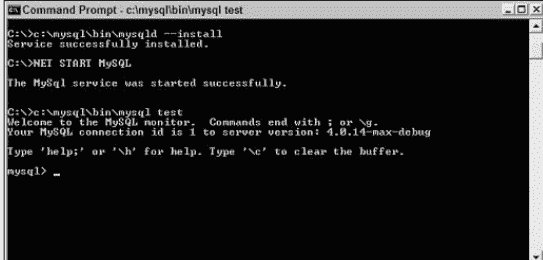 Command Prompt - c:\mysql\bin\mysql test
C:\>c:\mysql\bin\mysqld --install
Service successfully installed.
C:\>NET START MySQL
The MySql service was started successfully.
C:\>c:\mysql\bin\mysql test
Welcome to the MySQL monitor.  Commands end with ; or \g.
Your MySQL connection id is 1 to server version: 4.0.14-max-debug
Type 'help;' or '\h' for help. Type '\c' to clear the buffer.
mysql> _